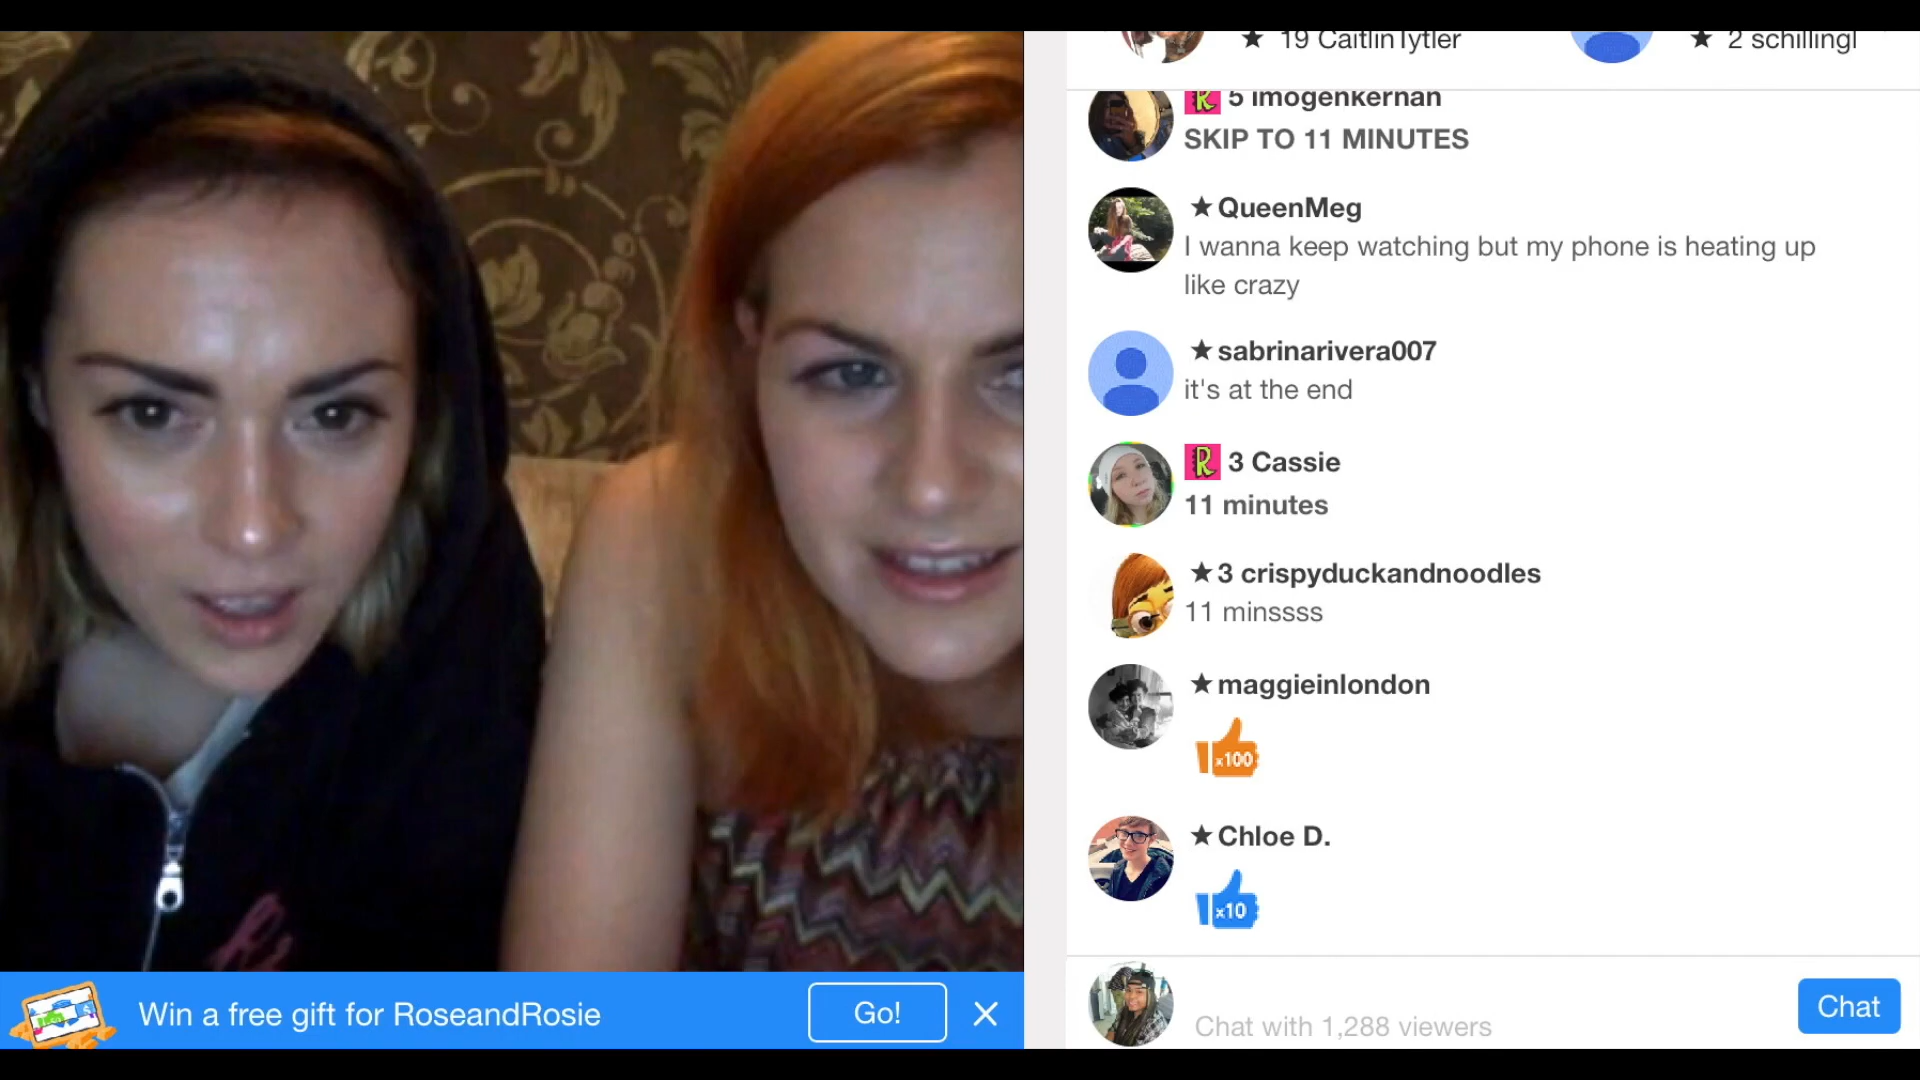 ★ 19 CaitlinTytler
★ 2 schillingl
R 5 imogenkernan
SKIP TO 11 MINUTES
★ QueenMeg
I wanna keep watching but my phone is heating up
like crazy
★ sabrinarivera007
it's at the end
R 3 Cassie
11 minutes
★ 3 crispyduckandnoodles
11 minssss
★ maggieinlondon
x100
★ Chloe D.
x10
Win a free gift for RoseandRosie
Go!
Chat with 1,288 viewers
Chat